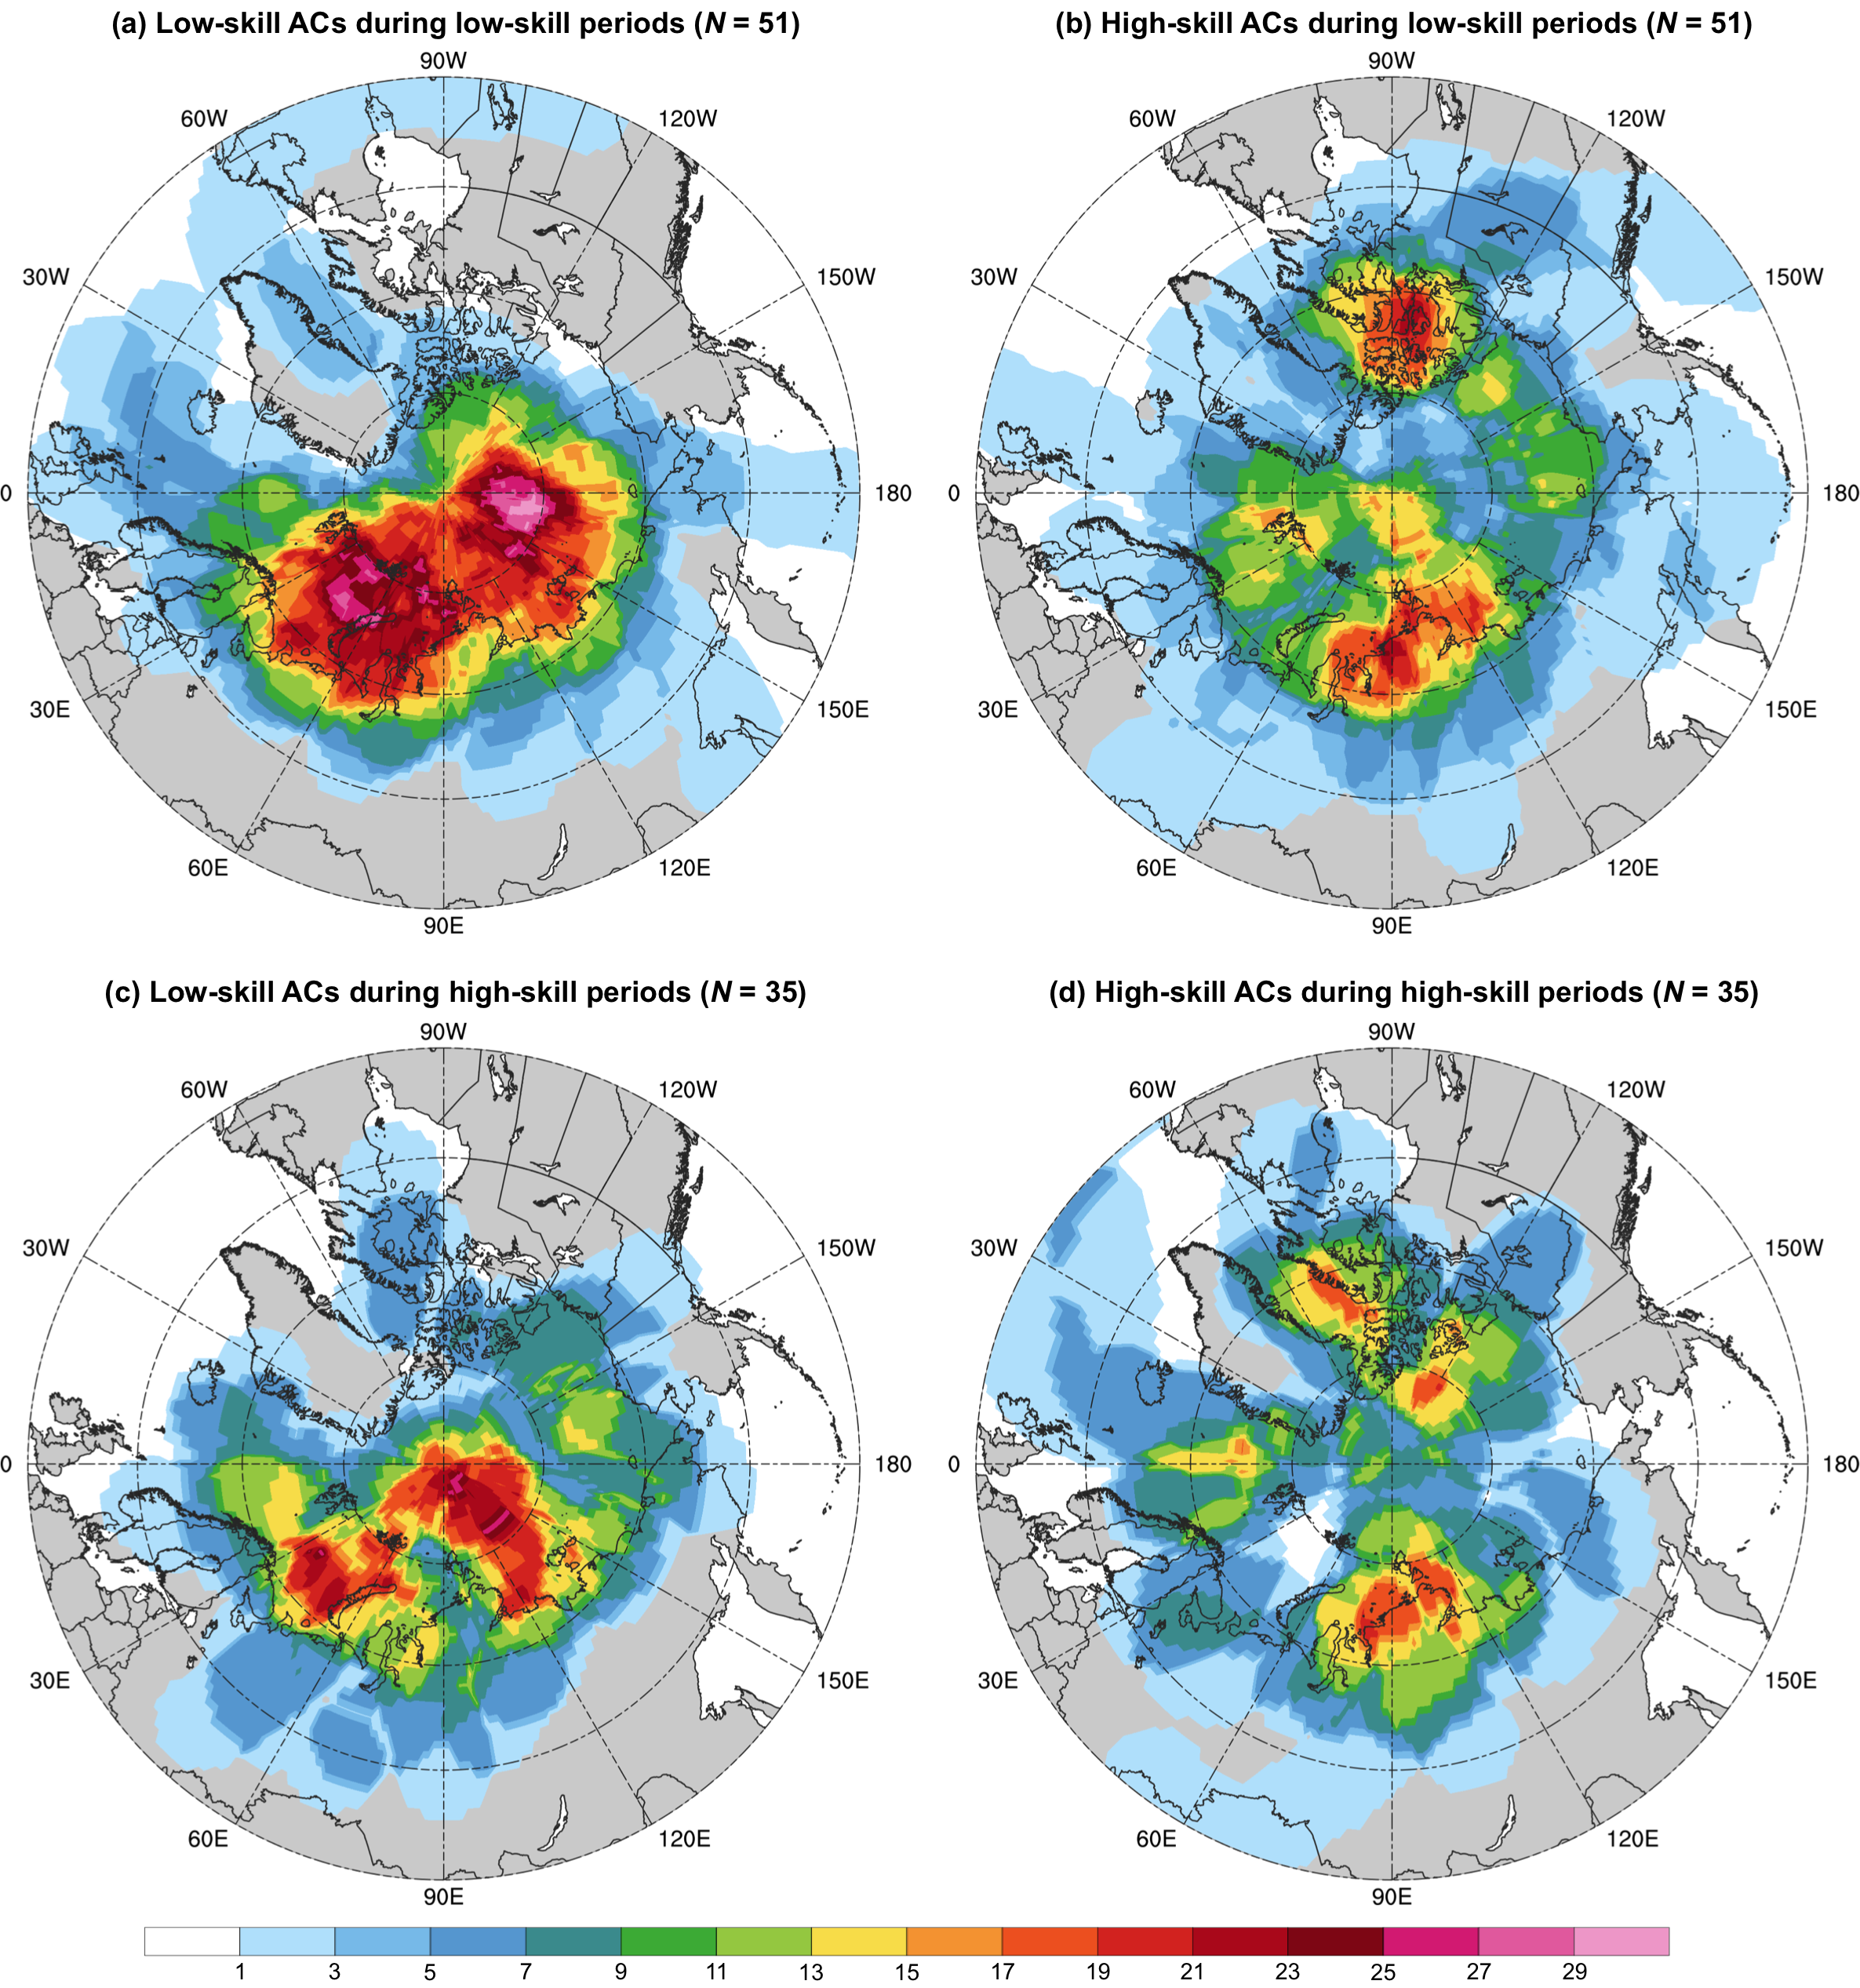 (a) Low-skill ACs during low-skill periods (N = 51)
90W
60W 120W
30W 150W
0 180
30E 150E
60E 120E
90E
(b) High-skill ACs during low-skill periods (N = 51)
90W
60W 120W
30W 150W
0 180
30E 150E
60E 120E
90E
(c) Low-skill ACs during high-skill periods (N = 35)
90W
60W 120W
30W 150W
0 180
30E 150E
60E 120E
90E
(d) High-skill ACs during high-skill periods (N = 35)
90W
60W 120W
30W 150W
0 180
30E 150E
60E 120E
90E
1 3 5 7 9 11 13 15 17 19 21 23 25 27 29